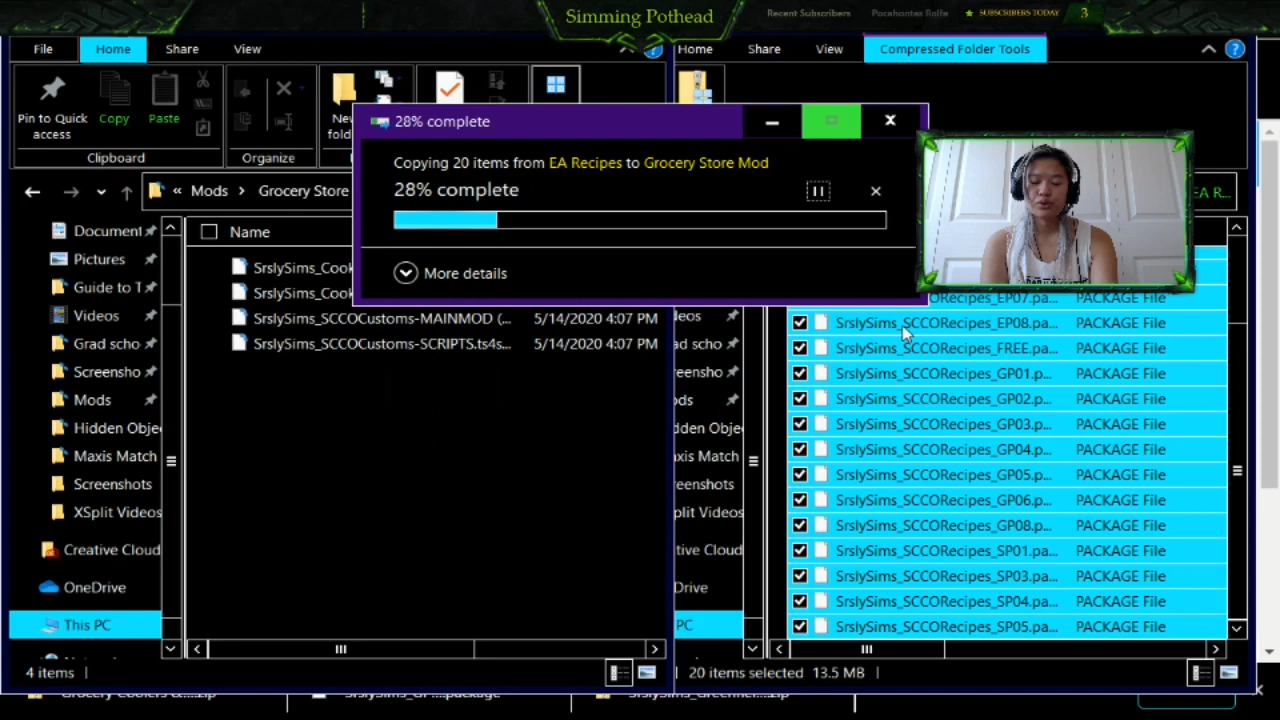 Simming Pothead
Recent Subscribers Pocahontas Rolfe ★ SUBSCRIBERS TODAY 3
File Home Share View
Home Share View Compressed Folder Tools
Pin to Quick access
Copy
Paste
Clipboard
Organize
28% complete
Copying 20 items from EA Recipes to Grocery Store Mod
28% complete
More details
« Mods > Grocery Store
EA R...
Name
Document
Pictures
Guide to T
Videos
Grad scho
Screensho
Mods
Hidden Obje
Maxis Match
Screenshots
XSplit Videos
Creative Cloud
OneDrive
This PC
SrslySims_Cook
SrslySims_Cook
SrslySims_SCCOCustoms-MAINMOD (... 5/14/2020 4:07 PM
SrslySims_SCCOCustoms-SCRIPTS.ts4s... 5/14/2020 4:07 PM
Recipes_EP07.pa... PACKAGE File
SrslySims_SCCORecipes_EP08.pa... PACKAGE File
SrslySims_SCCORecipes_FREE.pa... PACKAGE File
SrslySims_SCCORecipes_GP01.p... PACKAGE File
SrslySims_SCCORecipes_GP02.p... PACKAGE File
SrslySims_SCCORecipes_GP03.p... PACKAGE File
SrslySims_SCCORecipes_GP04.p... PACKAGE File
SrslySims_SCCORecipes_GP05.p... PACKAGE File
SrslySims_SCCORecipes_GP06.p... PACKAGE File
SrslySims_SCCORecipes_GP08.p... PACKAGE File
SrslySims_SCCORecipes_SP01.pa... PACKAGE File
SrslySims_SCCORecipes_SP03.pa... PACKAGE File
SrslySims_SCCORecipes_SP04.pa... PACKAGE File
SrslySims_SCCORecipes_SP05.pa... PACKAGE File
4 items
20 items selected 13.5 MB